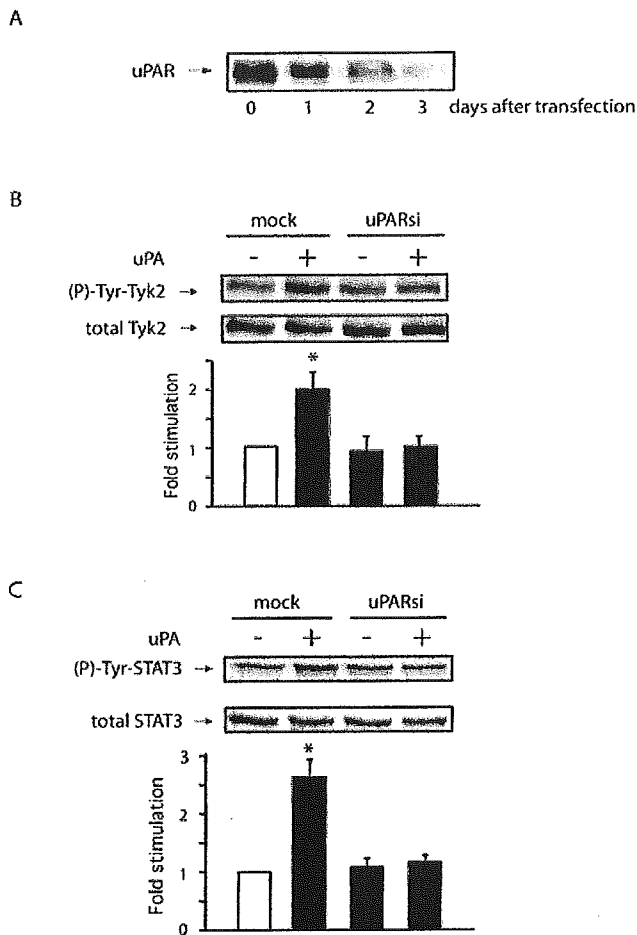 A
uPAR
0 1 2 3 days after transfection
B
mock uPARsi
uPA - + - +
(P)-Tyr-Tyk2
total Tyk2
*
Fold stimulation
2
1
0
C
mock uPARsi
uPA - + - +
(P)-Tyr-STAT3
total STAT3
*
Fold stimulation
3
2
1
0